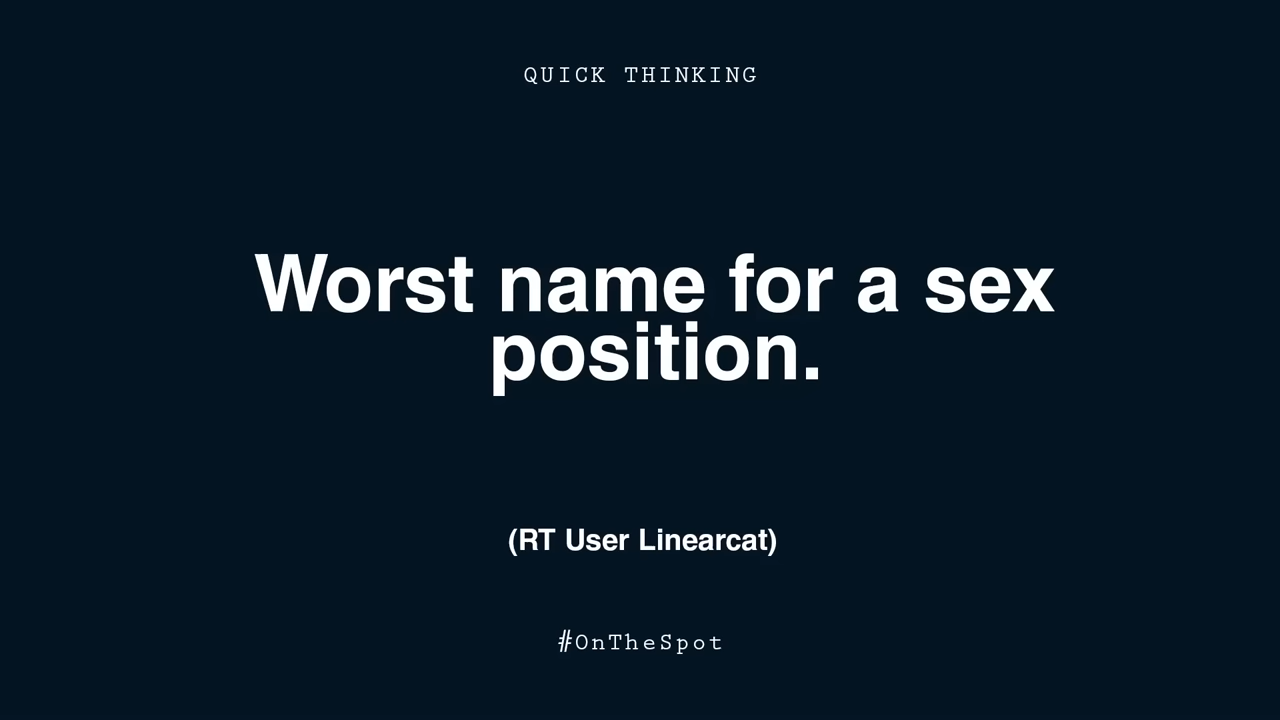 QUICK THINKING
Worst name for a sex
position.
(RT User Linearcat)
#OnTheSpot